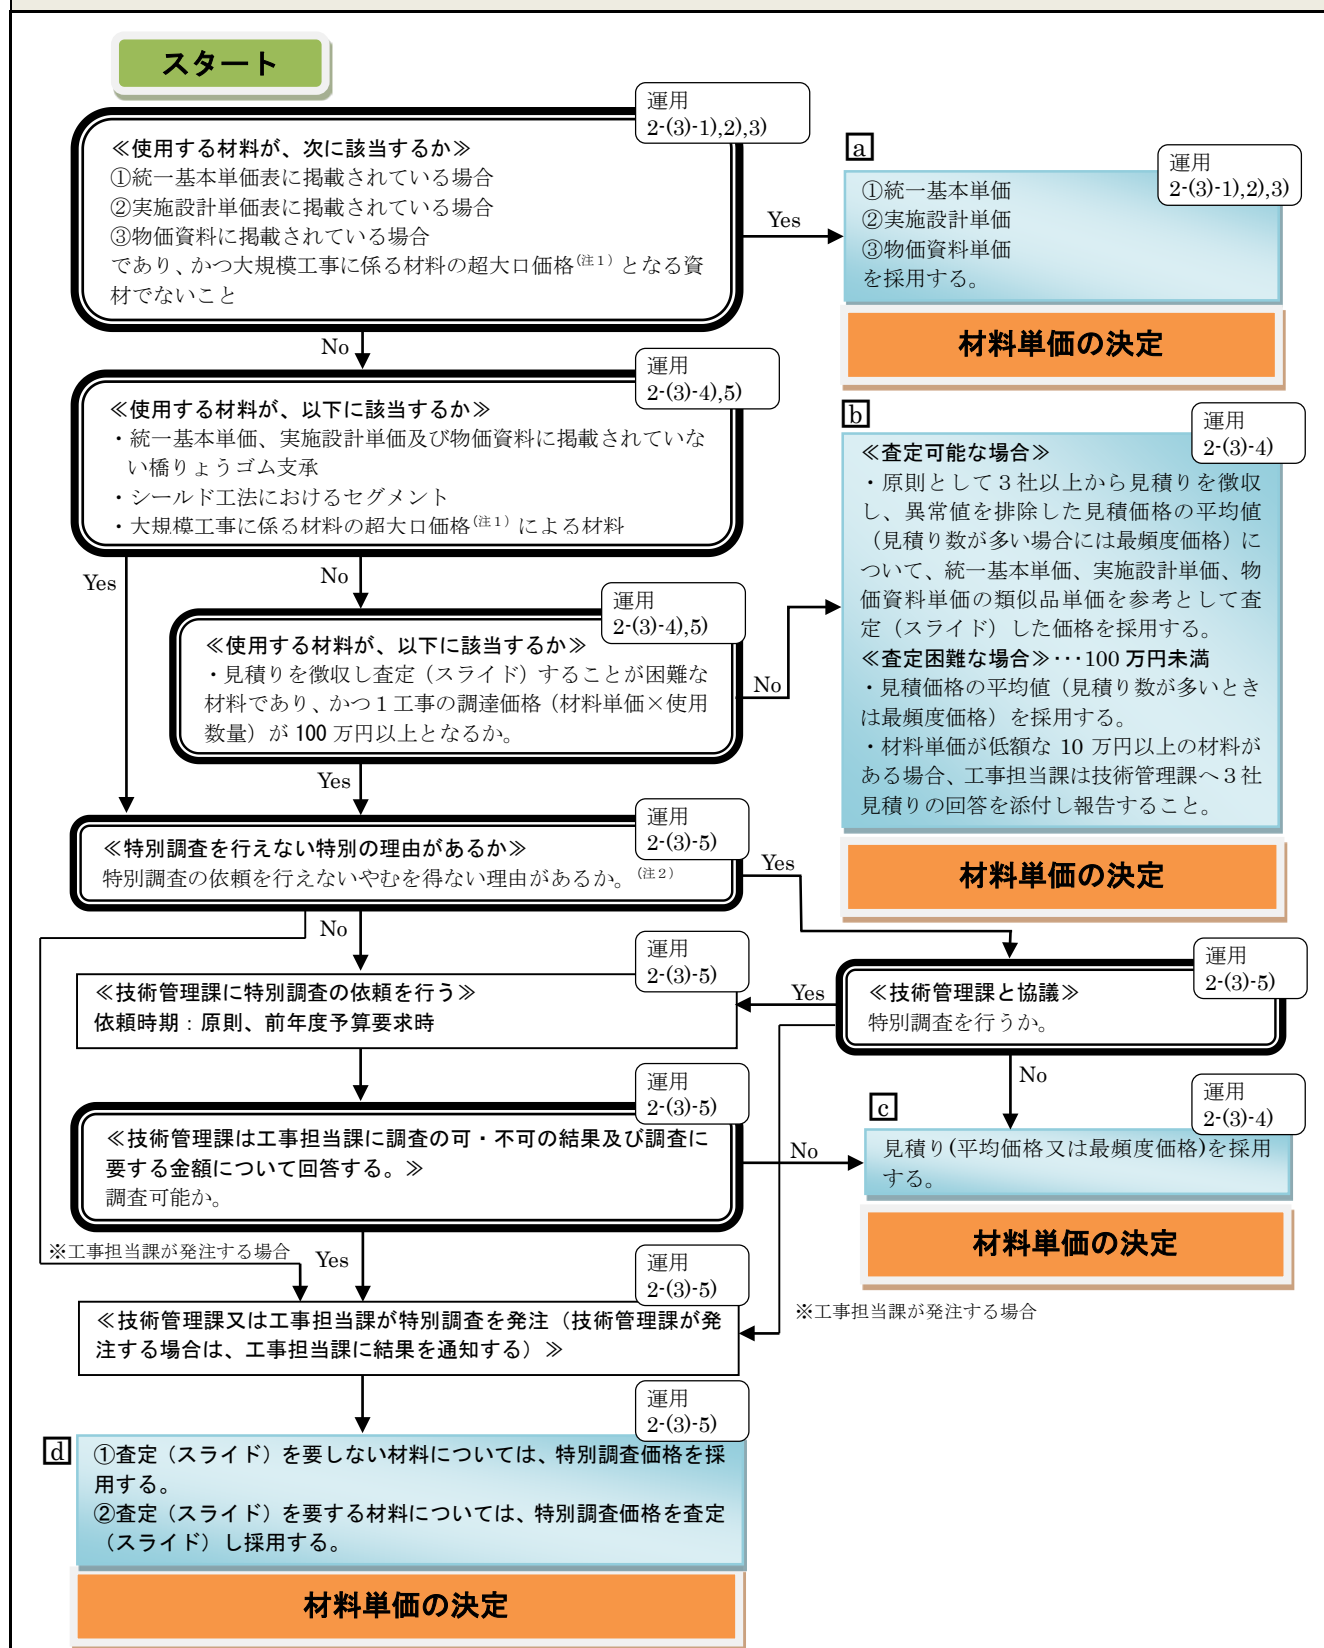 スタート
運用
2-(3)-1),2),3)
≪使用する材料が、次に該当するか≫
①統一基本単価表に掲載されている場合
②実施設計単価表に掲載されている場合
③物価資料に掲載されている場合
であり、かつ大規模工事に係る材料の超大口価格(注1)となる資
材でないこと
Yes
a
運用
2-(3)-1),2),3)
①統一基本単価
②実施設計単価
③物価資料単価
を採用する。
材料単価の決定
No
運用
2-(3)-4),5)
≪使用する材料が、以下に該当するか≫
・統一基本単価、実施設計単価及び物価資料に掲載されていな
い橋りょうゴム支承
・シールド工法におけるセグメント
・大規模工事に係る材料の超大口価格(注1)による材料
Yes
No
運用
2-(3)-4),5)
≪使用する材料が、以下に該当するか≫
・見積りを徴収し査定（スライド）することが困難な
材料であり、かつ１工事の調達価格（材料単価×使用
数量）が 100 万円以上となるか。
No
b
運用
2-(3)-4)
≪査定可能な場合≫
・原則として３社以上から見積りを徴収
し、異常値を排除した見積価格の平均値
（見積り数が多い場合には最頻度価格）に
ついて、統一基本単価、実施設計単価、物
価資料単価の類似品単価を参考として査
定（スライド）した価格を採用する。
≪査定困難な場合≫･･･100 万円未満
・見積価格の平均値（見積り数が多いとき
は最頻度価格）を採用する。
・材料単価が低額な 10 万円以上の材料が
ある場合、工事担当課は技術管理課へ３社
見積りの回答を添付し報告すること。
材料単価の決定
Yes
運用
2-(3)-5)
≪特別調査を行えない特別の理由があるか≫
特別調査の依頼を行えないやむを得ない理由があるか。(注2)
Yes
No
運用
2-(3)-5)
≪技術管理課に特別調査の依頼を行う≫
依頼時期：原則、前年度予算要求時
Yes
運用
2-(3)-5)
≪技術管理課と協議≫
特別調査を行うか。
No
運用
2-(3)-5)
≪技術管理課は工事担当課に調査の可・不可の結果及び調査に
要する金額について回答する。≫
調査可能か。
No
c
運用
2-(3)-4)
見積り(平均価格又は最頻度価格)を採用
する。
材料単価の決定
※工事担当課が発注する場合
Yes
運用
2-(3)-5)
≪技術管理課又は工事担当課が特別調査を発注（技術管理課が発
注する場合は、工事担当課に結果を通知する）≫
※工事担当課が発注する場合
運用
2-(3)-5)
d
①査定（スライド）を要しない材料については、特別調査価格を採
用する。
②査定（スライド）を要する材料については、特別調査価格を査定
（スライド）し採用する。
材料単価の決定